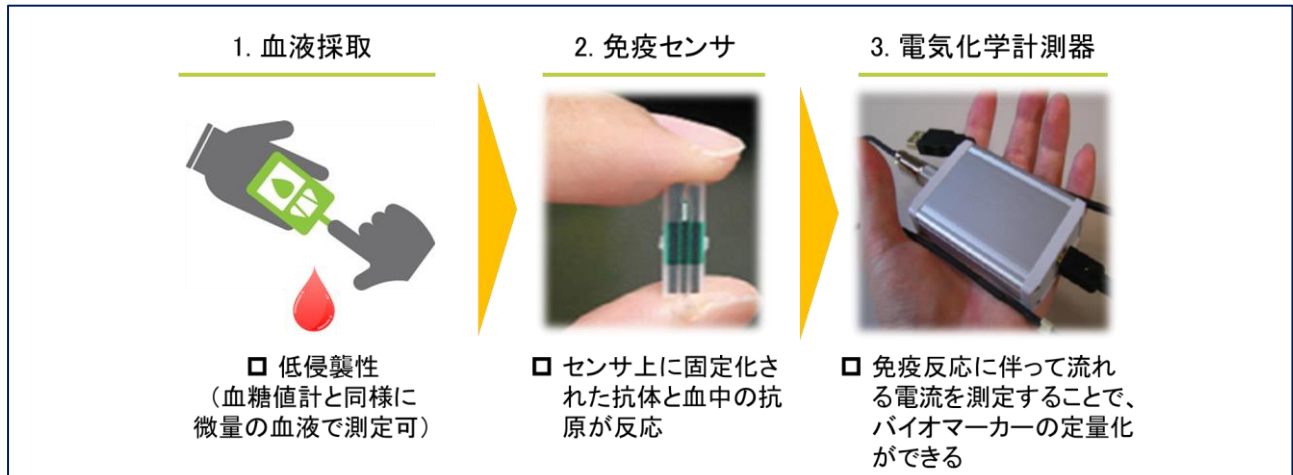 1. 血液採取
□ 低侵襲性
（血糖値計と同様に
微量の血液で測定可）
2. 免疫センサ
□ センサ上に固定化さ
れた抗体と血中の抗
原が反応
3. 電気化学計測器
□ 免疫反応に伴って流れ
る電流を測定することで、
バイオマーカーの定量化
ができる